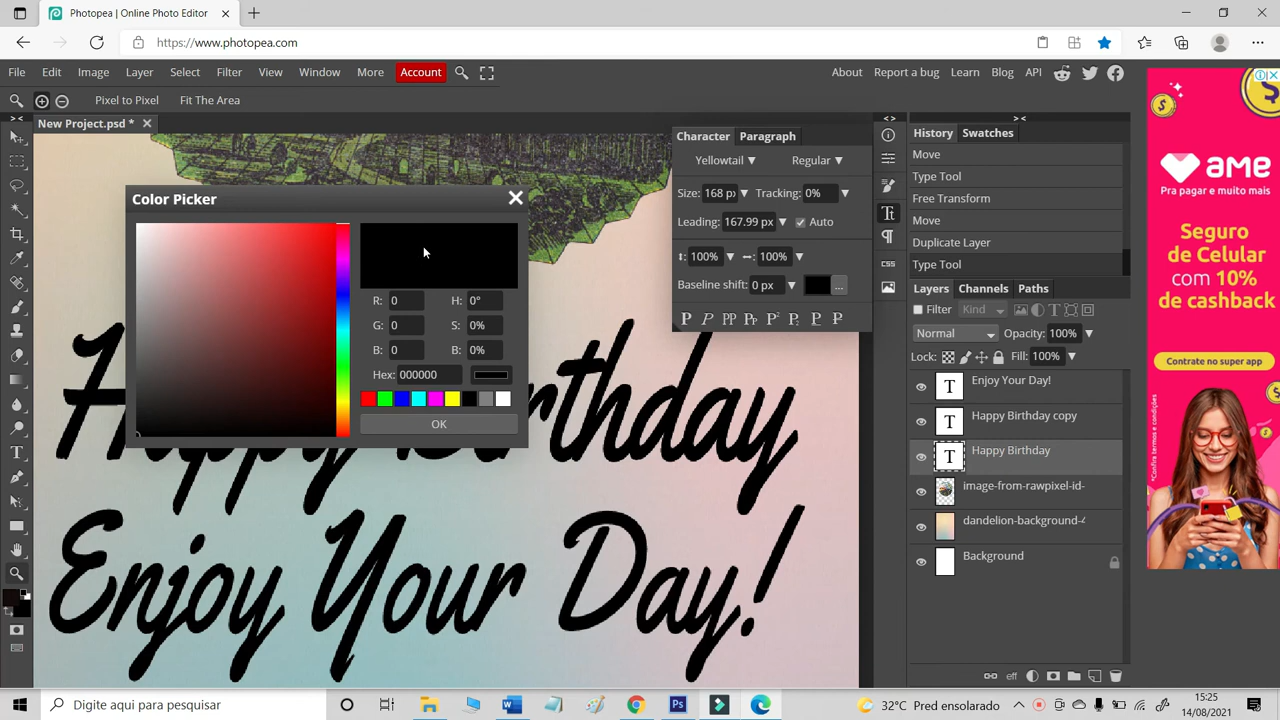 Photopea | Online Photo Editor
https://www.photopea.com
File Edit Image Layer Select Filter View Window More Account
About Report a bug Learn Blog API
Pixel to Pixel Fit The Area
New Project.psd *
Color Picker
R: 0 H: 0°
G: 0 S: 0%
B: 0 B: 0%
Hex: 000000
OK
Happy Birthday
Enjoy Your Day!
Character Paragraph
Yellowtail Regular
Size: 168 p Tracking: 0%
Leading: 167.99 px Auto
100% 100%
Baseline shift: 0 px ...
CSS
History Swatches
Move
Type Tool
Free Transform
Move
Duplicate Layer
Type Tool
Layers Channels Paths
Filter Kind
Normal Opacity: 100%
Lock: Fill: 100%
Enjoy Your Day!
Happy Birthday copy
Happy Birthday
image-from-rawpixel-id-
dandelion-background-4
Background
eff
ame
Pra pagar e muito mais
Seguro
de Celular
com 10%
de cashback
Contrate no super app
Digite aqui para pesquisar
32°C Pred ensolarado
15:25
14/08/2021